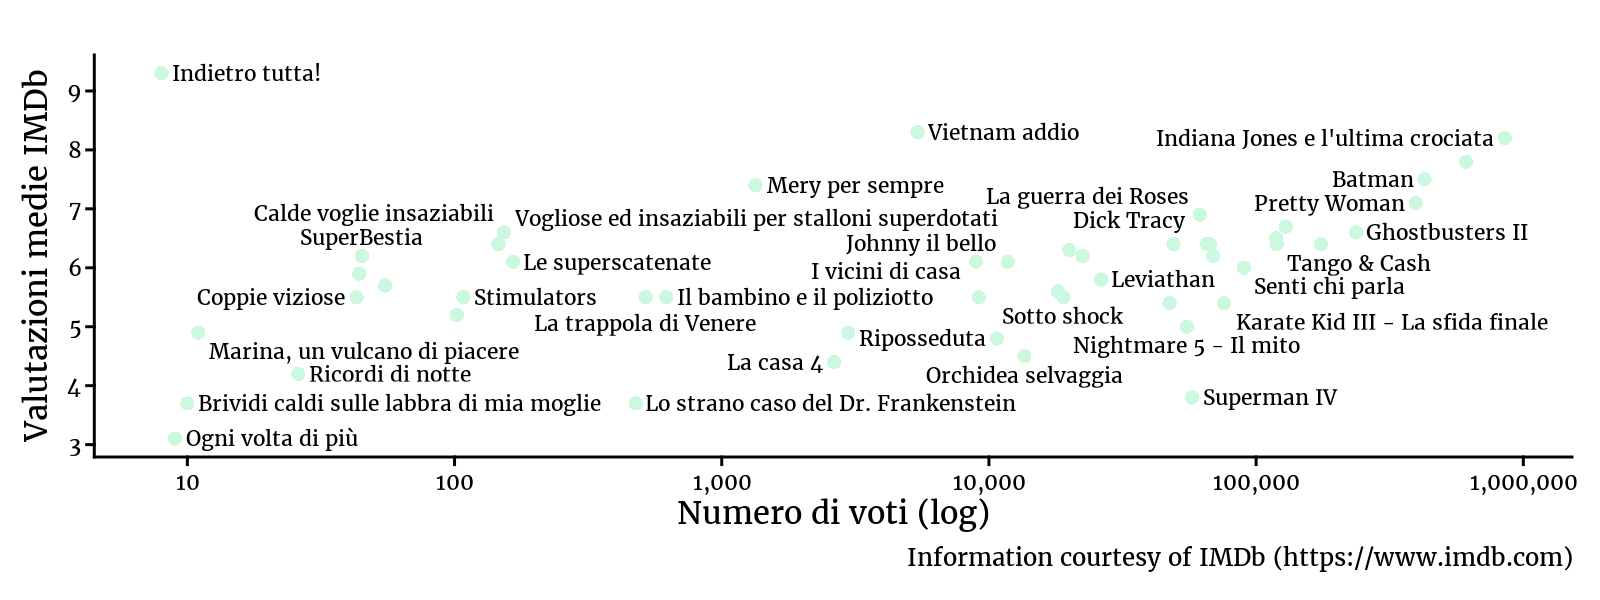 Valutazioni medie IMDb
9
8
7
6
5
4
3
Indietro tutta!
Vietnam addio
Indiana Jones e l'ultima crociata
Batman
Mery per sempre
La guerra dei Roses
Pretty Woman
Calde voglie insaziabili
Vogliose ed insaziabili per stalloni superdotati
Dick Tracy
Ghostbusters II
SuperBestia
Johnny il bello
Le superscatenate
I vicini di casa
Tango & Cash
Leviathan
Senti chi parla
Coppie viziose
Stimulators
Il bambino e il poliziotto
La trappola di Venere
Sotto shock
Karate Kid III - La sfida finale
Riposseduta
Nightmare 5 - Il mito
Marina, un vulcano di piacere
La casa 4
Ricordi di notte
Orchidea selvaggia
Brividi caldi sulle labbra di mia moglie
Lo strano caso del Dr. Frankenstein
Superman IV
Ogni volta di più
10
100
1,000
10,000
100,000
1,000,000
Numero di voti (log)
Information courtesy of IMDb (https://www.imdb.com)